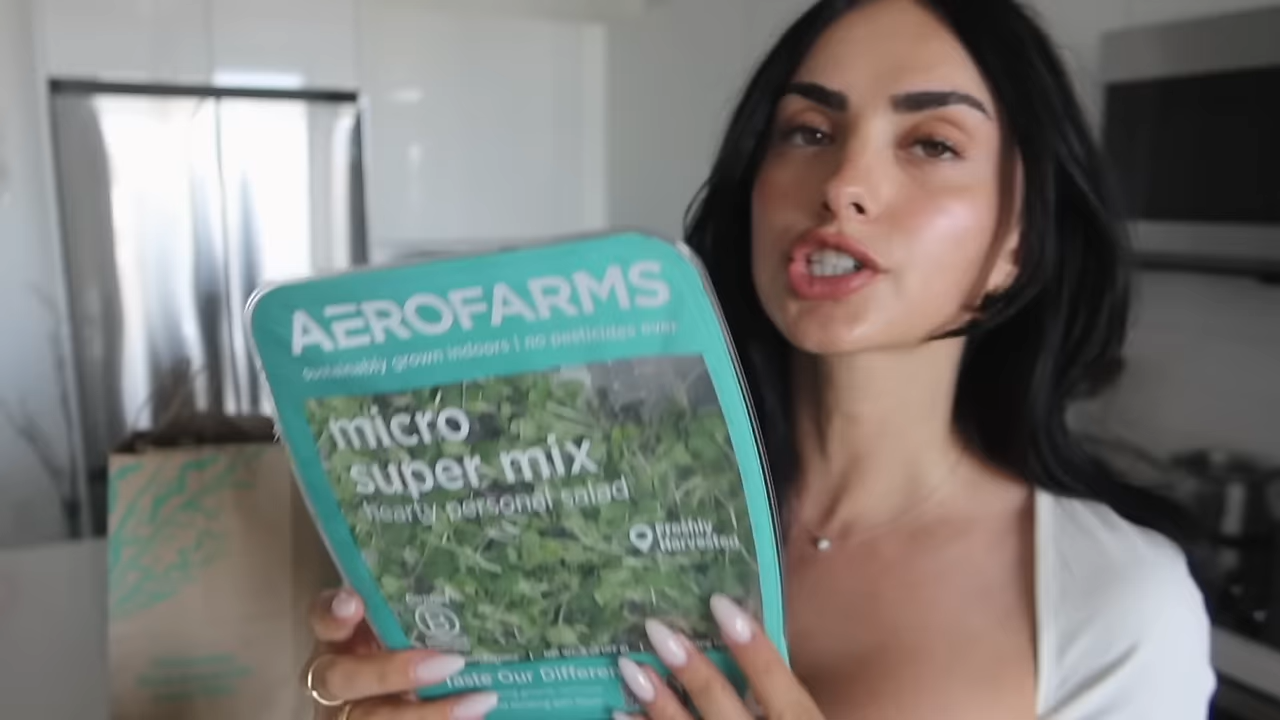 AEROFARMS
sustainably grown indoors | no pesticides ever
micro
super mix
hearty personal salad
Freshly
Harvested
Taste Our Differen